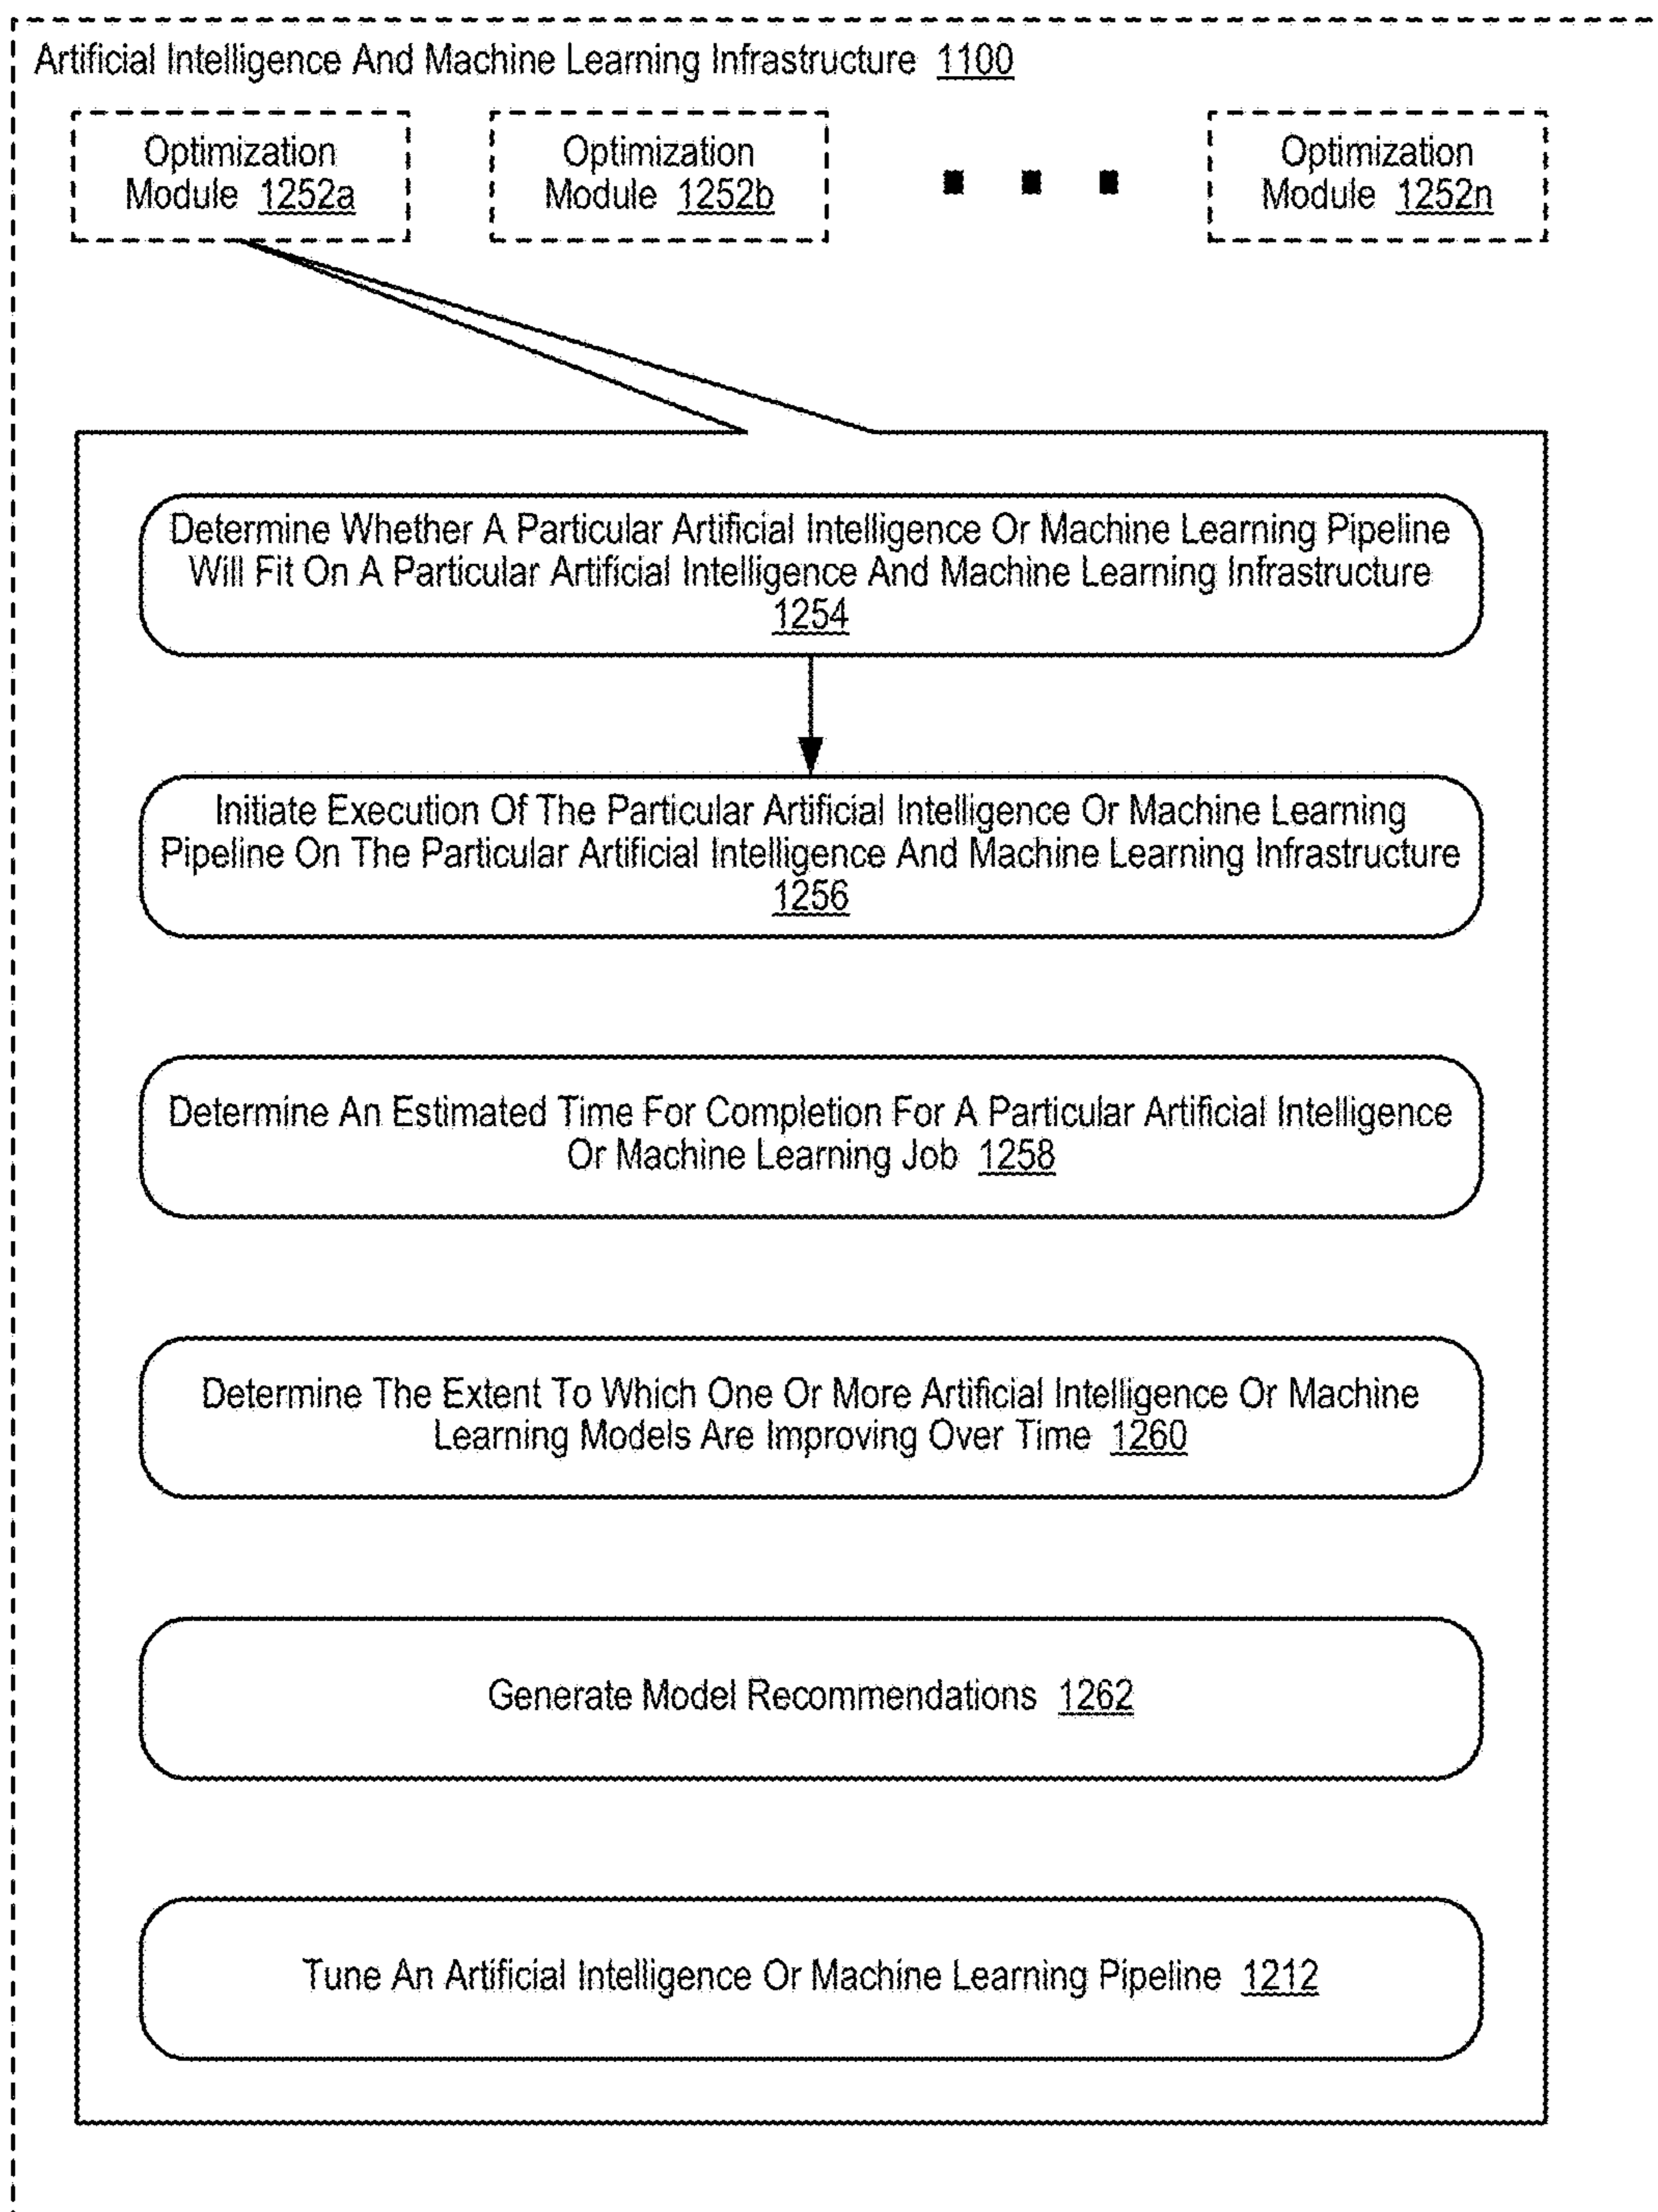 Artificial Intelligence And Machine Learning Infrastructure 1100
Optimization
Module 1252a
Optimization
Module 1252b
Optimization
Module 1252n
Determine Whether A Particular Artificial Intelligence Or Machine Learning Pipeline
Will Fit On A Particular Artificial Intelligence And Machine Learning Infrastructure
1254
Initiate Execution Of The Particular Artificial Intelligence Or Machine Learning
Pipeline On The Particular Artificial Intelligence And Machine Learning Infrastructure
1256
Determine An Estimated Time For Completion For A Particular Artificial Intelligence
Or Machine Learning Job 1258
Determine The Extent To Which One Or More Artificial Intelligence Or Machine
Learning Models Are Improving Over Time 1260
Generate Model Recommendations 1262
Tune An Artificial Intelligence Or Machine Learning Pipeline 1212